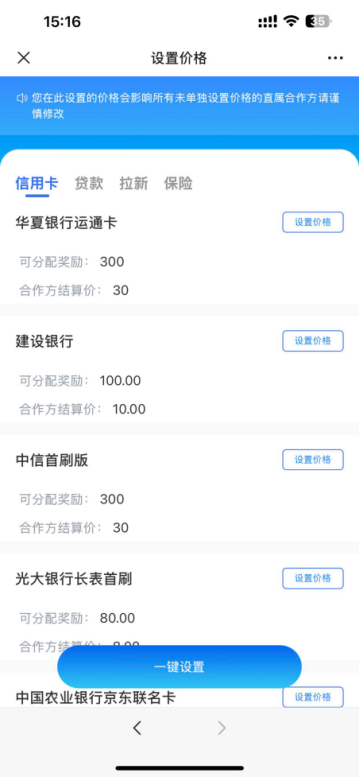 15:16
35
设置价格
您在此设置的价格会影响所有未单独设置价格的直属合作方请谨
慎修改
信用卡 贷款 拉新 保险
华夏银行运通卡 设置价格
可分配奖励： 300
合作方结算价： 30
建设银行 设置价格
可分配奖励： 100.00
合作方结算价： 10.00
中信首刷版 设置价格
可分配奖励： 300
合作方结算价： 30
光大银行长表首刷 设置价格
可分配奖励： 80.00
合作方结算价： 8.00
一键设置
中国农业银行京东联名卡 设置价格